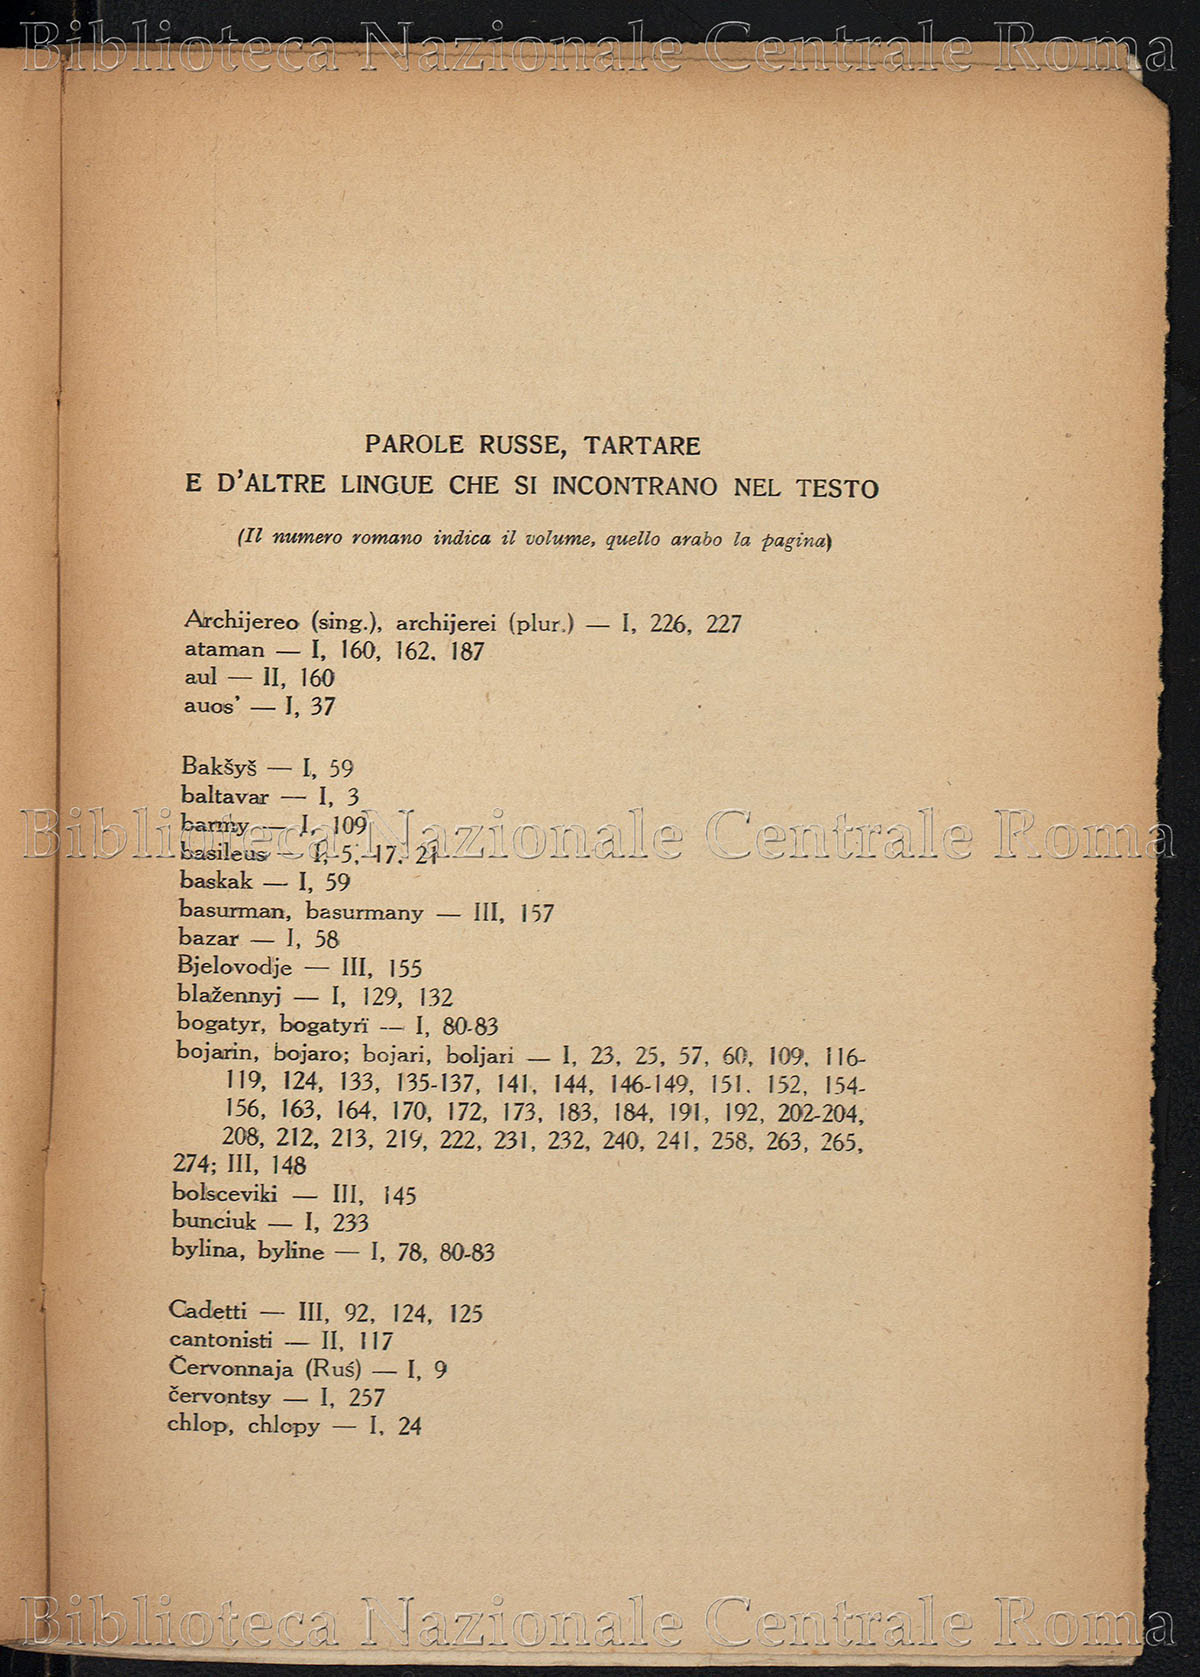 Biblioteca Nazionale Centrale Roma
PAROLE RUSSE, TARTARE
E D'ALTRE LINGUE CHE SI INCONTRANO NEL TESTO
(Il numero romano indica il volume, quello arabo la pagina)
Archijereo (sing.), archijerei (plur.) — I, 226, 227
ataman — I, 160, 162, 187
aul — II, 160
auos' — I, 37
Bakšyš — I, 59
baltavar — I, 3
barmy — I, 109
Biblioteca Nazionale Centrale Roma
basileus — I, 5, 17, 21
baskak — I, 59
basurman, basurmany — III, 157
bazar — I, 58
Bjelovodje — III, 155
blažennyj — I, 129, 132
bogatyr, bogatyrï — I, 80-83
bojarin, bojaro; bojari, boljari — I, 23, 25, 57, 60, 109, 116-
119, 124, 133, 135-137, 141, 144, 146-149, 151. 152, 154-
156, 163, 164, 170, 172, 173, 183, 184, 191, 192, 202-204,
208, 212, 213, 219, 222, 231, 232, 240, 241, 258, 263, 265,
274; III, 148
bolsceviki — III, 145
bunciuk — I, 233
bylina, byline — I, 78, 80-83
Cadetti — III, 92, 124, 125
cantonisti — II, 117
Červonnaja (Ruś) — I, 9
červontsy — I, 257
chlop, chlopy — I, 24
Biblioteca Nazionale Centrale Roma